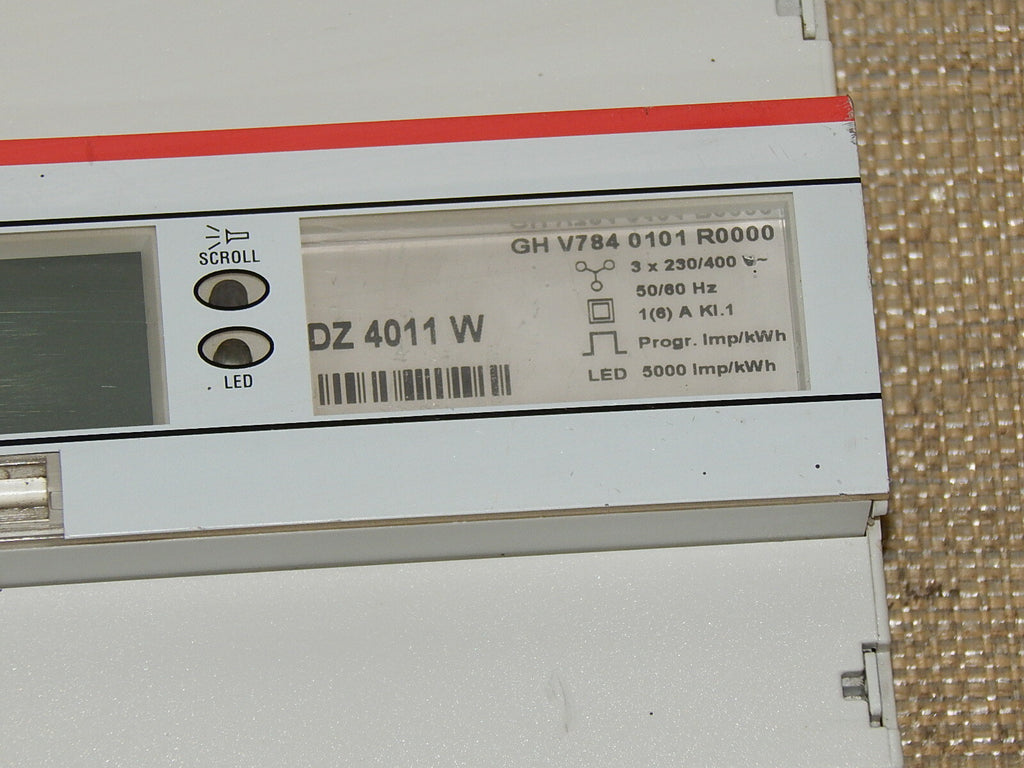 SCROLL
LED
DZ 4011 W
GH V784 0101 R0000
3 x 230/400 V~
50/60 Hz
1(6) A Kl.1
Progr. Imp/kWh
LED 5000 Imp/kWh